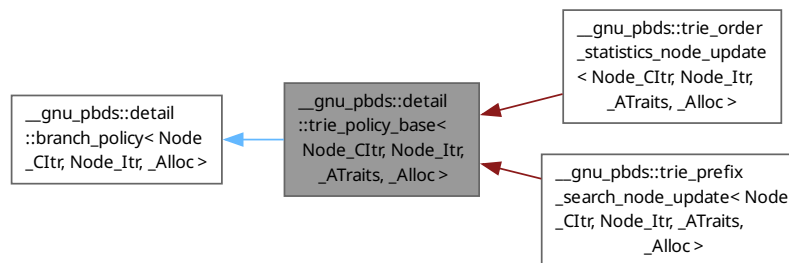 __gnu_pbds::detail
::branch_policy< Node
_CItr, Node_Itr, _Alloc >
__gnu_pbds::detail
::trie_policy_base<
Node_CItr, Node_Itr,
_ATraits, _Alloc >
__gnu_pbds::trie_order
_statistics_node_update
< Node_CItr, Node_Itr,
_ATraits, _Alloc >
__gnu_pbds::trie_prefix
_search_node_update< Node
_CItr, Node_Itr, _ATraits,
_Alloc >